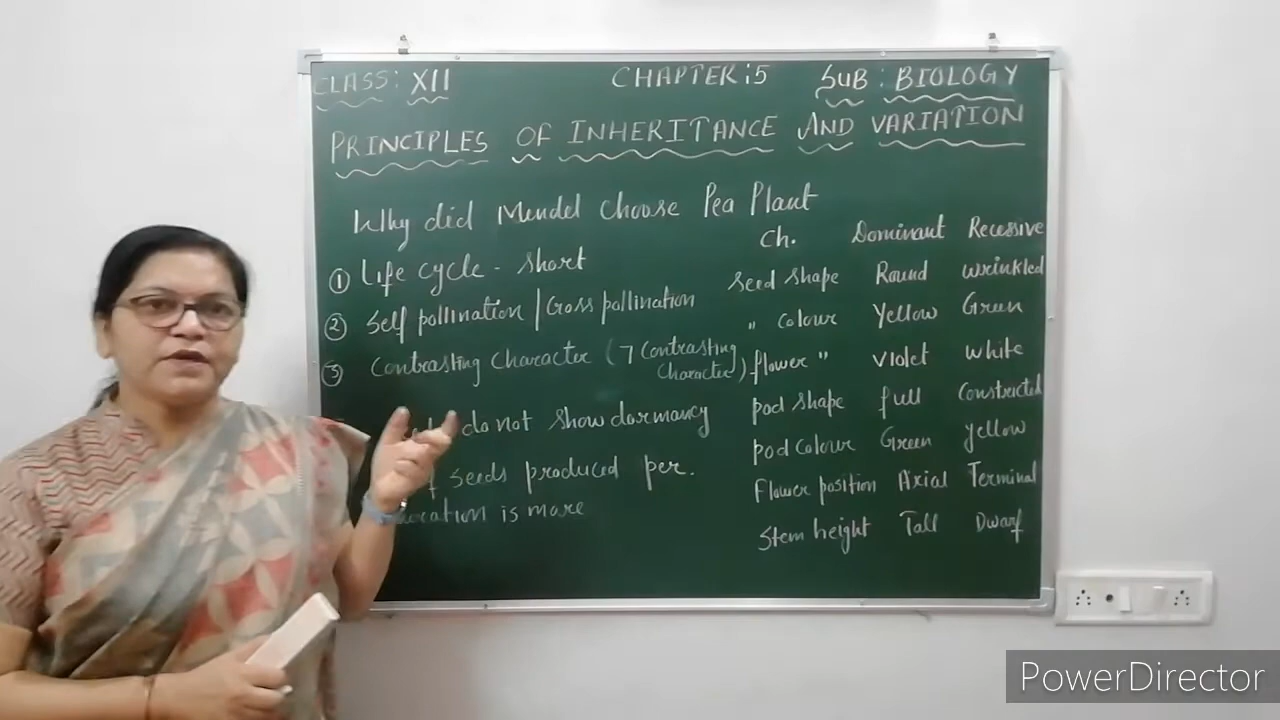 CLASS: XII CHAPTER:5 SUB: BIOLOGY
PRINCIPLES OF INHERITANCE AND VARIATION
Why did Mendel Choose Pea Plant
① Life cycle - Short
② Self pollination / Cross pollination
③ Contrasting Character (7 Contrasting Character)
do not show dormancy
seeds produced per.
is more
Ch. Dominant Recessive
Seed shape Round wrinkled
" colour Yellow Green
flower " violet White
pod shape full Constricted
pod colour Green yellow
Flower position Axial Terminal
Stem height Tall Dwarf
PowerDirector